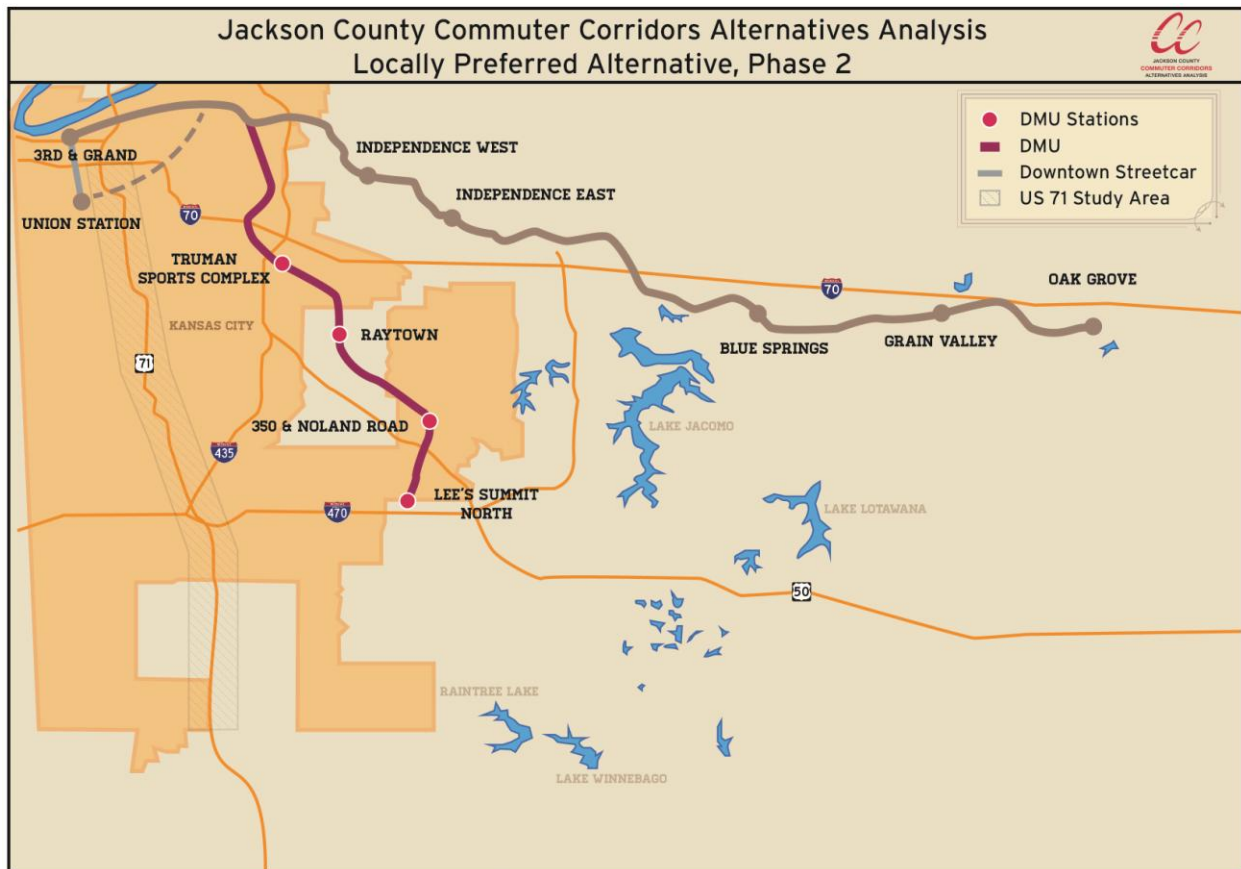 Jackson County Commuter Corridors Alternatives Analysis
Locally Preferred Alternative, Phase 2
CC
JACKSON COUNTY
COMMUTER CORRIDORS
ALTERNATIVES ANALYSIS
DMU Stations
DMU
Downtown Streetcar
US 71 Study Area
3RD & GRAND
UNION STATION
INDEPENDENCE WEST
INDEPENDENCE EAST
70
TRUMAN
SPORTS COMPLEX
KANSAS CITY
RAYTOWN
71
350 & NOLAND ROAD
435
LEE'S SUMMIT
NORTH
470
OAK GROVE
70
BLUE SPRINGS
GRAIN VALLEY
LAKE JACOMO
LAKE LOTAWANA
50
RAINTREE LAKE
LAKE WINNEBAGO